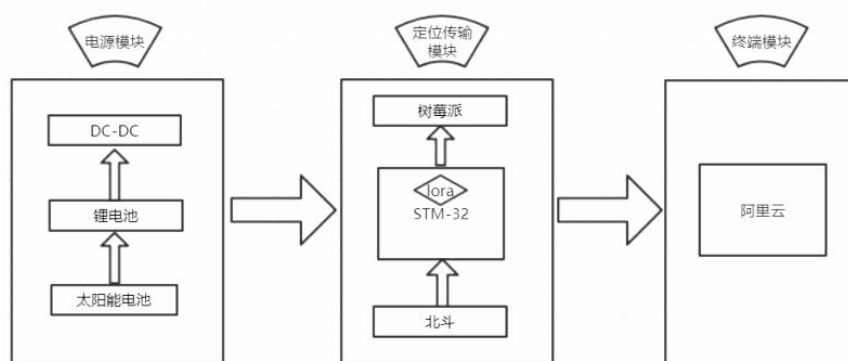 电源模块
定位传输
模块
终端模块
DC-DC
锂电池
太阳能电池
树莓派
lora
STM-32
北斗
阿里云